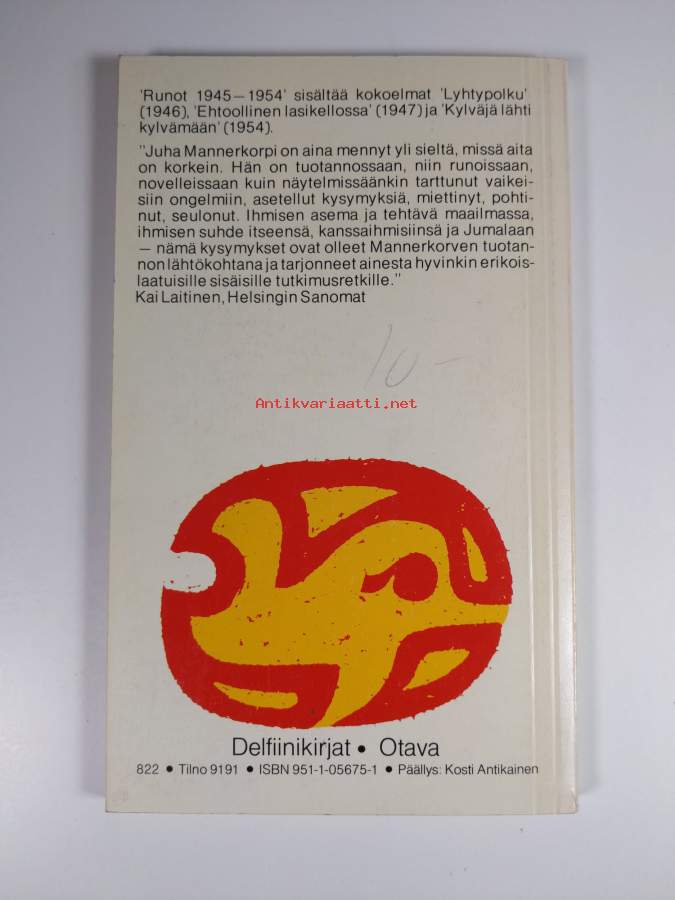 'Runot 1945—1954' sisältää kokoelmat 'Lyhtypolku'
(1946), 'Ehtoollinen lasikellossa' (1947) ja 'Kylväjä lähti
kylvämään' (1954).
"Juha Mannerkorpi on aina mennyt yli sieltä, missä aita
on korkein. Hän on tuotannossaan, niin runoissaan,
novelleissaan kuin näytelmissäänkin tarttunut vaikei-
siin ongelmiin, asetellut kysymyksiä, miettinyt, pohti-
nut, seulonut. Ihmisen asema ja tehtävä maailmassa,
ihmisen suhde itseensä, kanssaihmisiinsä ja Jumalaan
— nämä kysymykset ovat olleet Mannerkorven tuotan-
non lähtökohtana ja tarjonneet ainesta hyvinkin erikois-
laatuisille sisäisille tutkimusretkille."
Kai Laitinen, Helsingin Sanomat
10-
Antikvariaatti.net
Delfiinikirjat • Otava
822 • Tilno 9191 • ISBN 951-1-05675-1 • Päällys: Kosti Antikainen